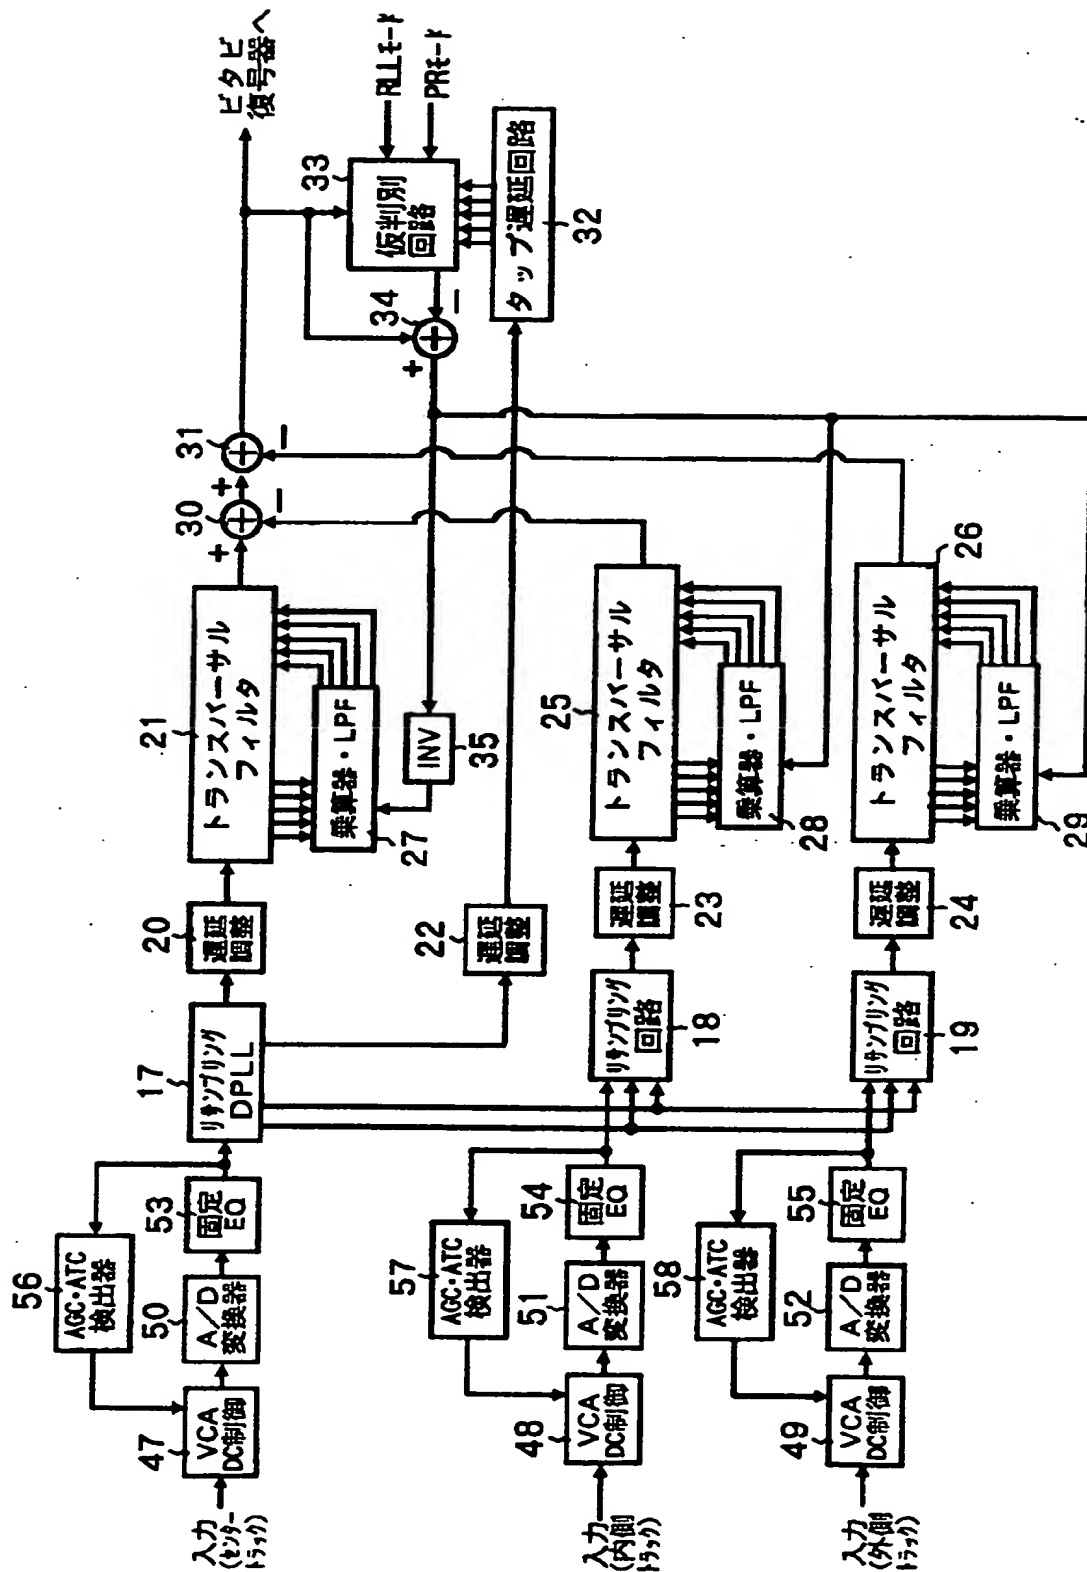 入力
(センター
トラック)
47
VCA
DC制御
56
AGC・ATC
検出器
50
A/D
変換器
53
固定
EQ
17
リサンプリング
DPLL
20
遅延
調整
21
トランスバーサル
フィルタ
乗算器・LPF
27
INV
35
30
+
-
31
+
-
ビタビ
復号器へ
33
仮判別
回路
RLLモード
PRモード
34
+
-
タップ遅延回路
32
22
遅延
調整
入力
(内側
トラック)
48
VCA
DC制御
57
AGC・ATC
検出器
51
A/D
変換器
54
固定
EQ
リサンプリング
回路
18
遅延
調整
23
25
トランスバーサル
フィルタ
乗算器・LPF
28
入力
(外側
トラック)
49
VCA
DC制御
58
AGC・ATC
検出器
52
A/D
変換器
55
固定
EQ
リサンプリング
回路
19
遅延
調整
24
トランスバーサル
フィルタ
26
乗算器・LPF
29